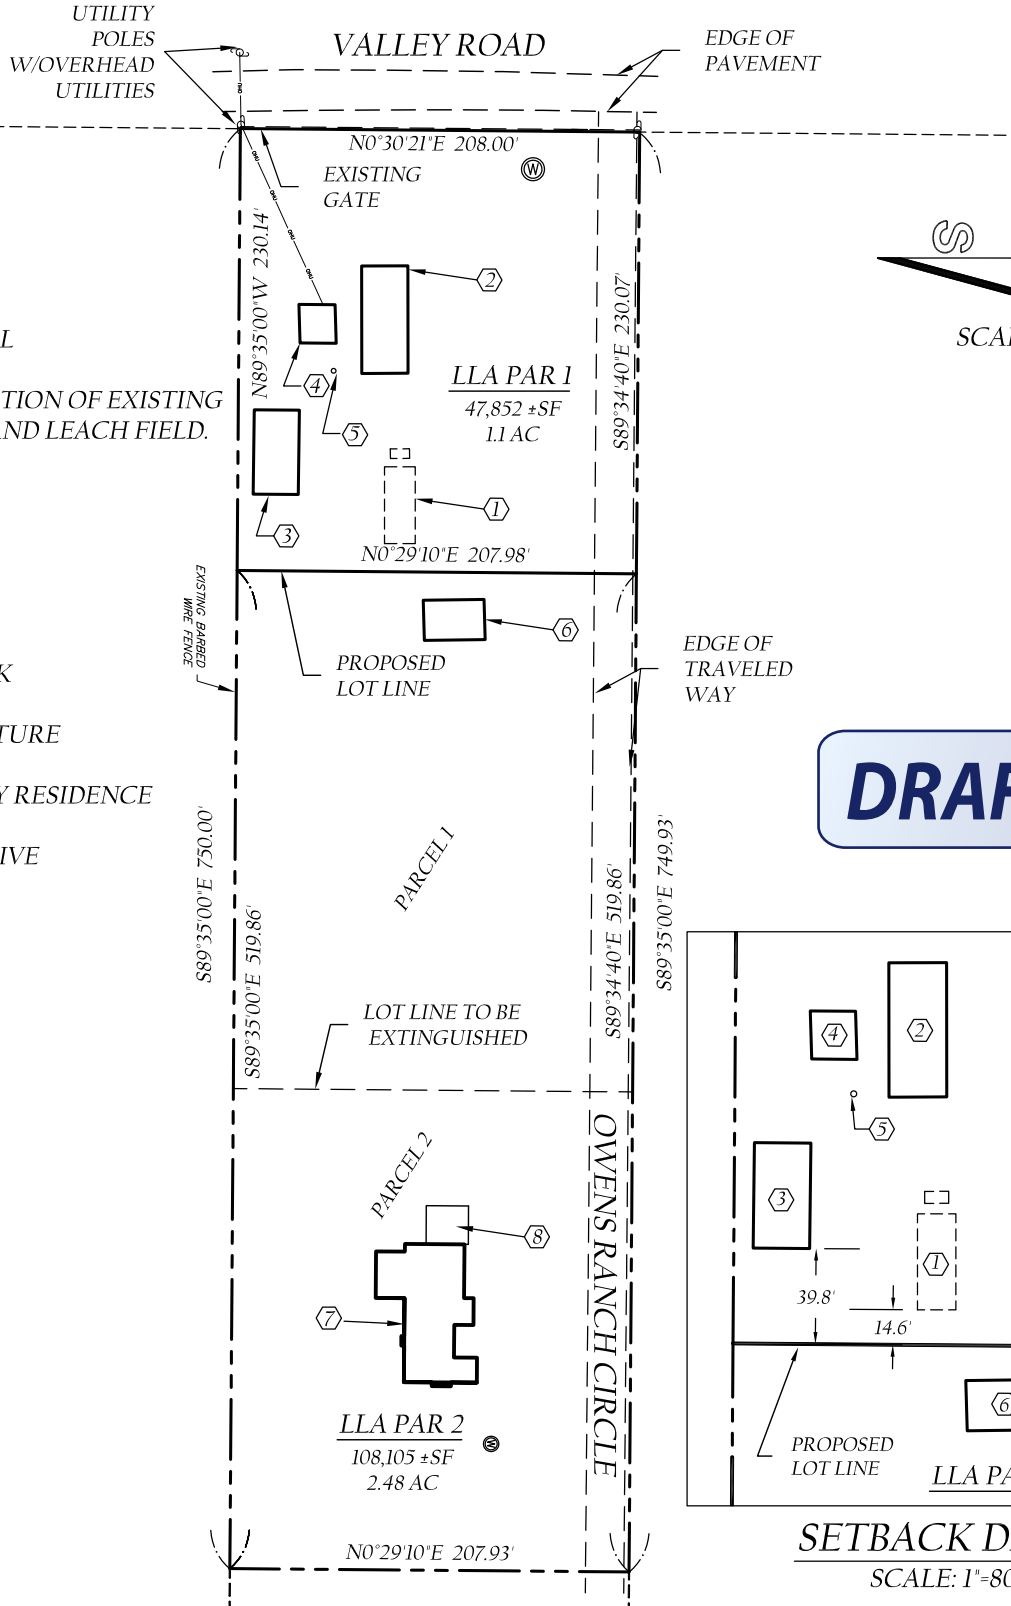 UTILITY
POLES
W/OVERHEAD
UTILITIES
VALLEY ROAD
EDGE OF
PAVEMENT
N0°30'21"E 208.00'
EXISTING
GATE
W
OHU
OHU
OHU
OHU
N89°35'00"W 230.14'
S89°34'40"E 230.07'
2
4
5
3
1
LLA PAR 1
47,852 ±SF
1.1 AC
N0°29'10"E 207.98'
S
SCA
L
TION OF EXISTING
AND LEACH FIELD.
EXISTING BARBED
WIRE FENCE
6
PROPOSED
LOT LINE
EDGE OF
TRAVELED
WAY
K
TURE
Y RESIDENCE
IVE
DRAF
PARCEL 1
S89°35'00"E 750.00'
S89°35'00"E 519.86'
S89°34'40"E 519.86'
S89°35'00"E 749.93'
LOT LINE TO BE
EXTINGUISHED
PARCEL 2
8
7
OWENS RANCH CIRCLE
LLA PAR 2
108,105 ±SF
2.48 AC
W
N0°29'10"E 207.93'
4
2
5
3
1
39.8'
14.6'
6
PROPOSED
LOT LINE
LLA PA
SETBACK D
SCALE: 1"=80